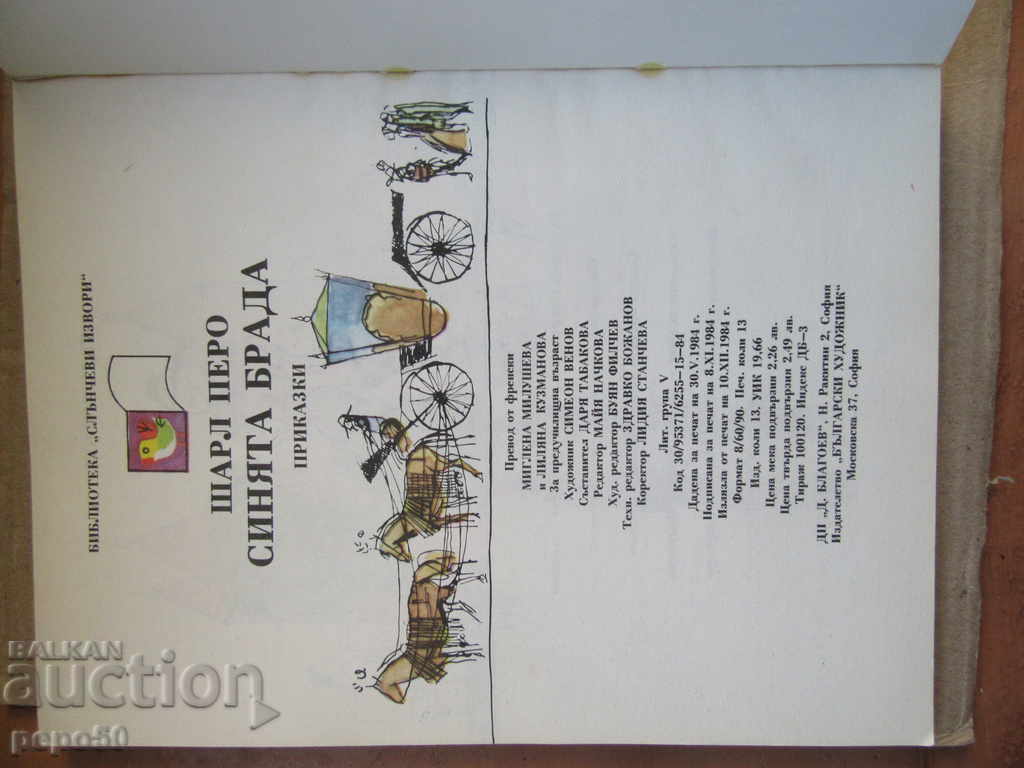 БИБЛИОТЕКА „СЛЪНЧЕВИ ИЗВОРИ“
ШАРЛ ПЕРО
СИНЯТА БРАДА
ПРИКАЗКИ
Превод от френски
МИГЛЕНА МИЛУШЕВА
и ЛИЛЯНА КУЗМАНОВА
За предучилищна възраст
Художник СИМЕОН ВЕНОВ
Съставител ДАРЯ ТАБАКОВА
Редактор МАЙЯ НАЧКОВА
Худ. редактор БУЯН ФИЛЧЕВ
Техн. редактор ЗДРАВКО БОЖАНОВ
Коректор ЛИДИЯ СТАНЧЕВА
Лит. група V
Код 30/95371/6255—15—84
Дадена за печат на 30.V.1984 г.
Подписана за печат на 8.XI.1984 г.
Излязла от печат на 10.XII.1984 г.
Формат 8/60/90. Печ. коли 13
Изд. коли 13. УИК 19,66
Цена мека подвързия 2,26 лв.
Цена твърда подвързия 2,49 лв.
Тираж 100120. Индекс ДБ—3
ДП „Д. БЛАГОЕВ“, Н. Ракитин 2, София
Издателство „БЪЛГАРСКИ ХУДОЖНИК“
Московска 37, София
BALKAN
auction
pepo50